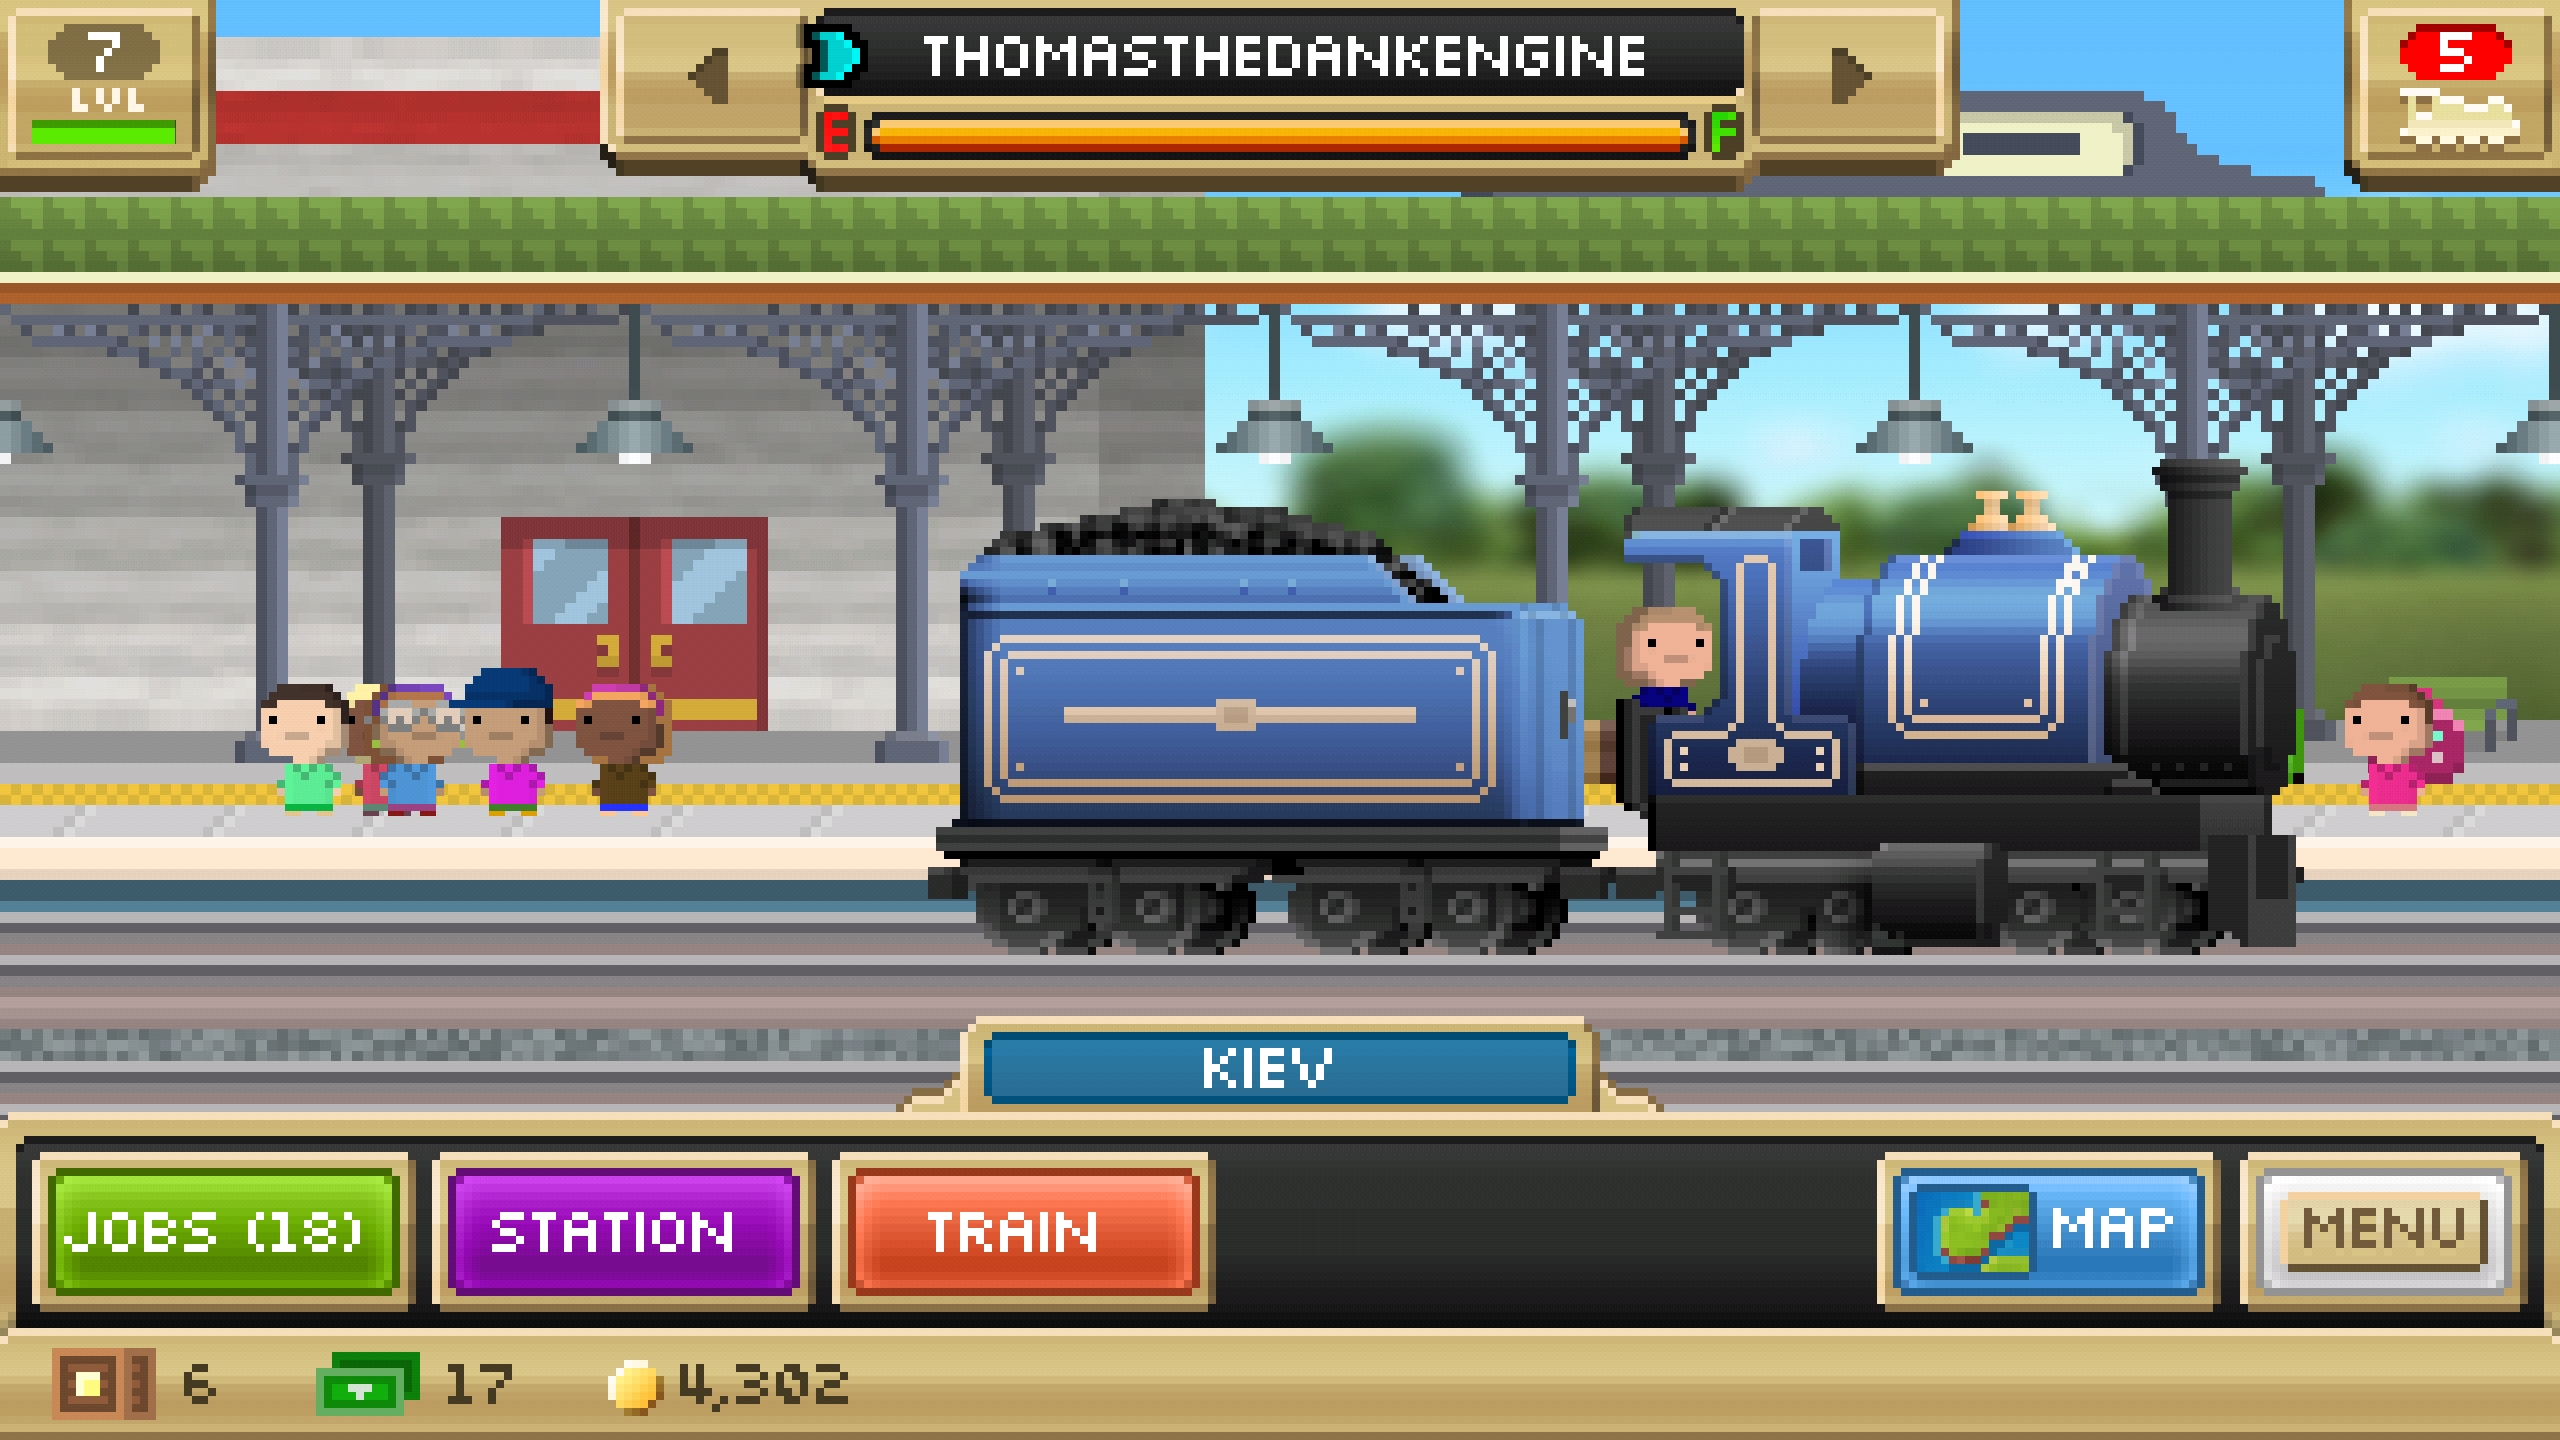 7
LVL
THOMASTHEDANKENGINE
E F
5
KIEV
JOBS (18)
STATION
TRAIN
MAP
MENU
6
17
4,302